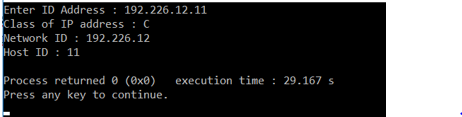 Enter ID Address : 192.226.12.11
Class of IP address : C
Network ID : 192.226.12
Host ID : 11
Process returned 0 (0x0)   execution time : 29.167 s
Press any key to continue.